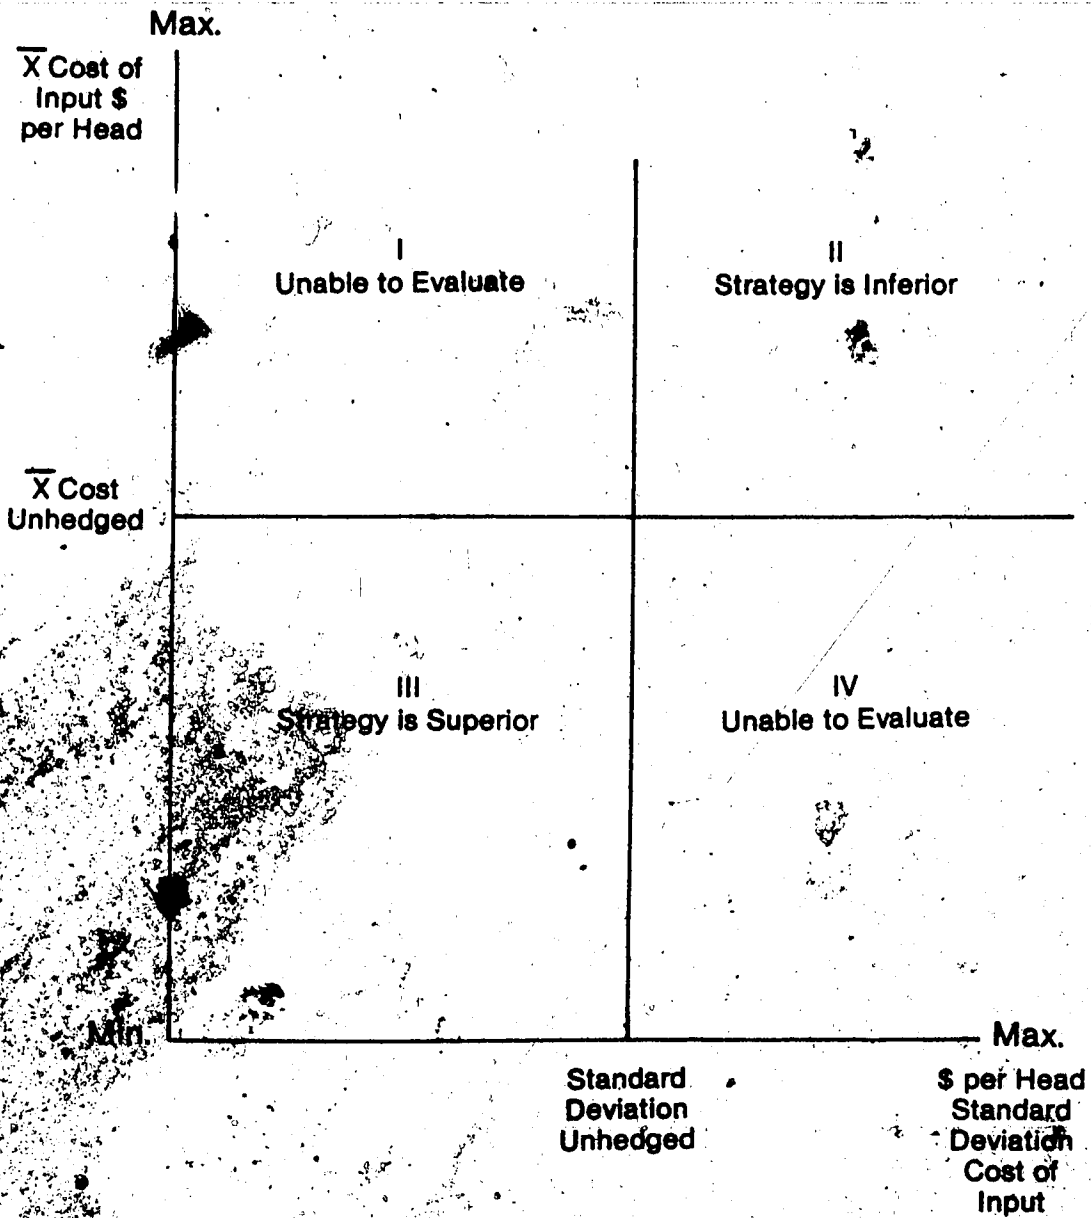 Max.
X̅ Cost of
Input $
per Head
I
Unable to Evaluate
II
Strategy is Inferior
X̅ Cost
Unhedged
III
Strategy is Superior
IV
Unable to Evaluate
Min.
Max.
Standard
Deviation
Unhedged
$ per Head
Standard
Deviation
Cost of
Input